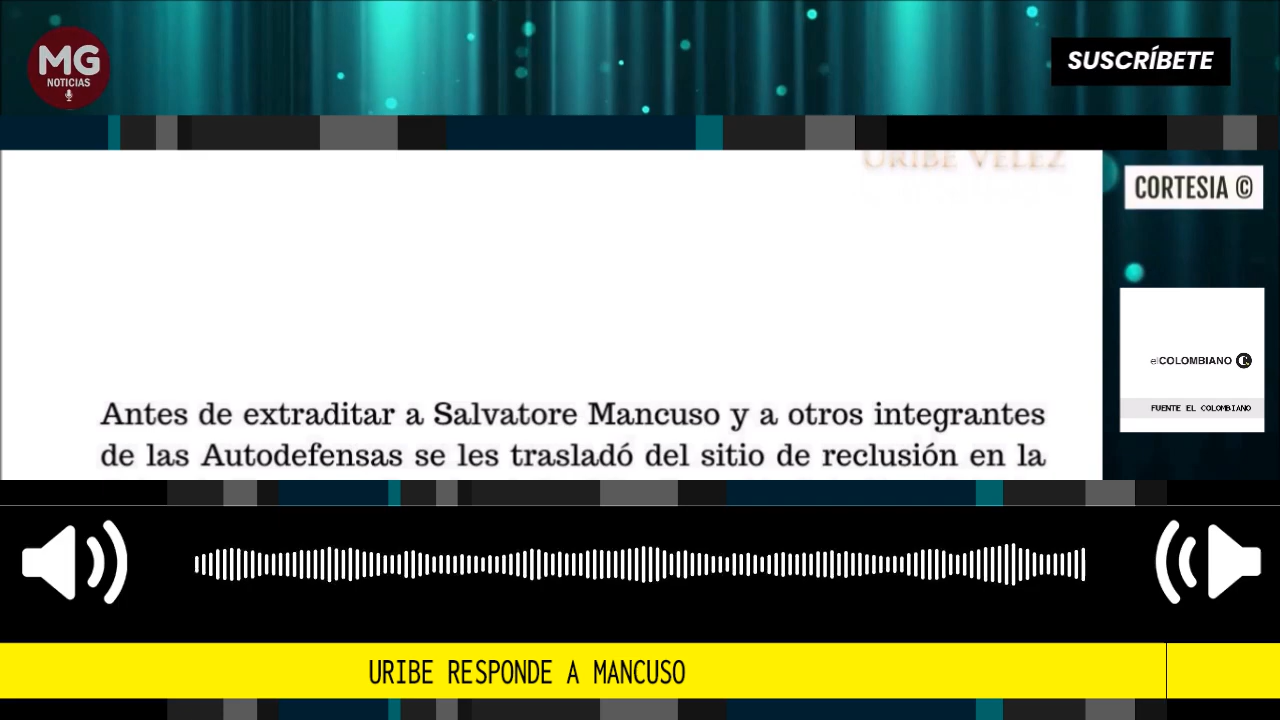 MG
NOTICIAS
SUSCRÍBETE
URIBE VÉLEZ
CORTESIA ©
elCOLOMBIANO
FUENTE EL COLOMBIANO
Antes de extraditar a Salvatore Mancuso y a otros integrantes
de las Autodefensas se les trasladó del sitio de reclusión en la
URIBE RESPONDE A MANCUSO